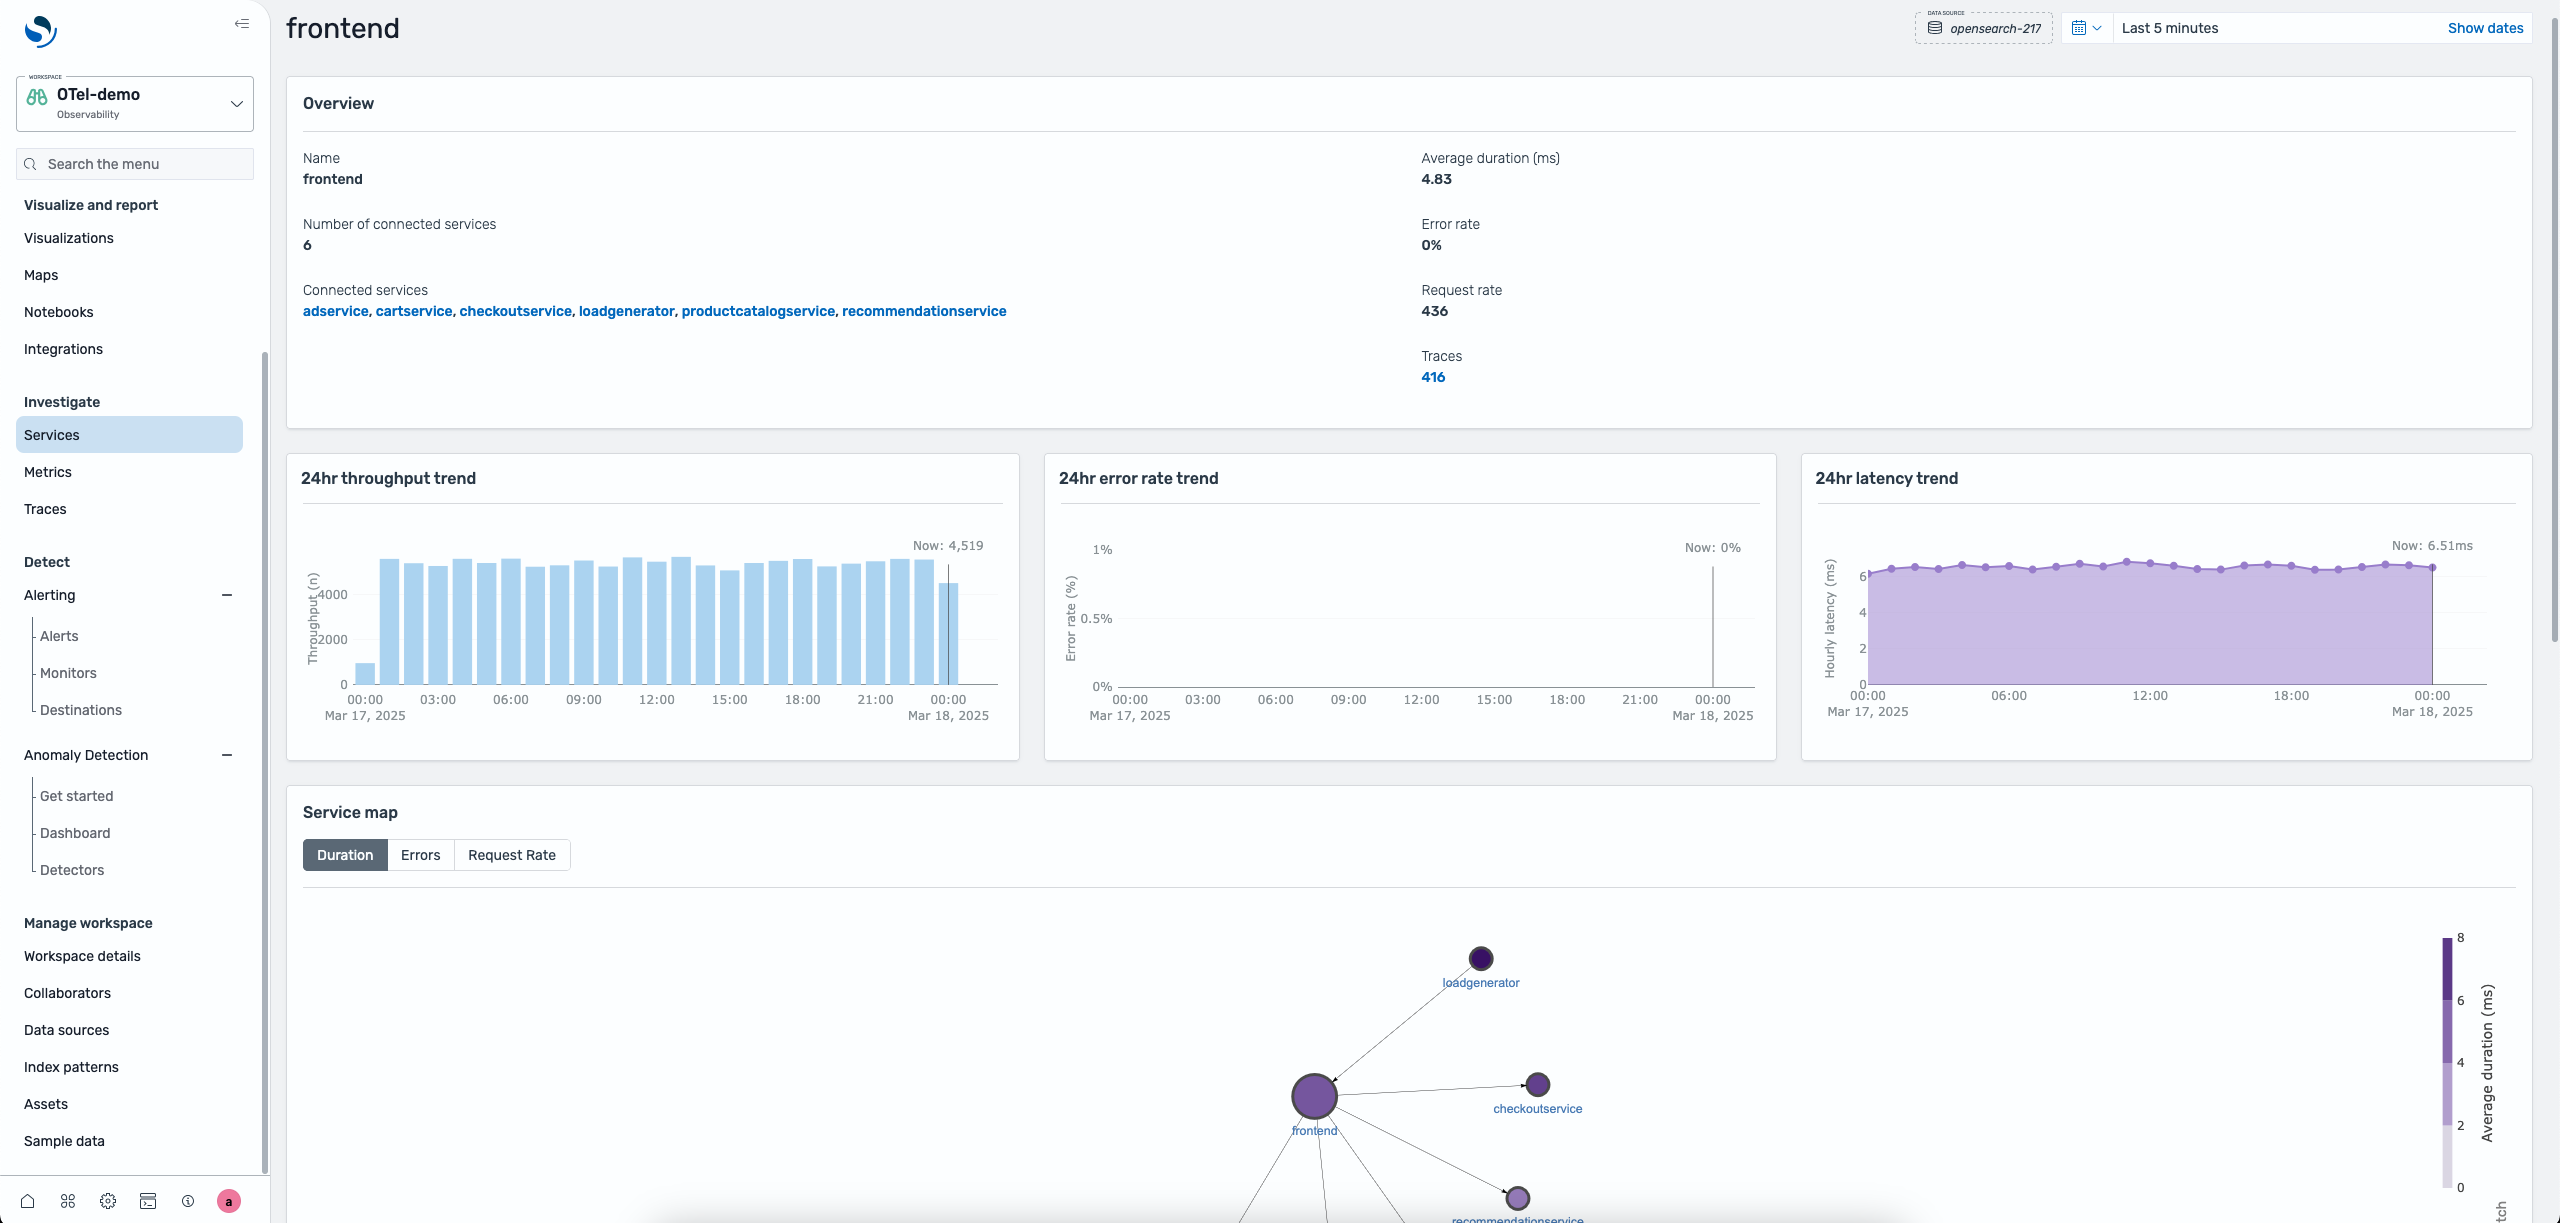 WORKSPACE
OTel-demo
Observability
Search the menu
Visualize and report
Visualizations
Maps
Notebooks
Integrations
Investigate
Services
Metrics
Traces
Detect
Alerting
Alerts
Monitors
Destinations
Anomaly Detection
Get started
Dashboard
Detectors
Manage workspace
Workspace details
Collaborators
Data sources
Index patterns
Assets
Sample data
a
frontend
DATA SOURCE
opensearch-217
Last 5 minutes
Show dates
Overview
Name
frontend
Number of connected services
6
Connected services
adservice, cartservice, checkoutservice, loadgenerator, productcatalogservice, recommendationservice
Average duration (ms)
4.83
Error rate
0%
Request rate
436
Traces
416
24hr throughput trend
Now: 4,519
Throughput (n)
4000
2000
0
00:00 03:00 06:00 09:00 12:00 15:00 18:00 21:00 00:00
Mar 17, 2025 Mar 18, 2025
24hr error rate trend
Now: 0%
Error rate (%)
1%
0.5%
0%
00:00 03:00 06:00 09:00 12:00 15:00 18:00 21:00 00:00
Mar 17, 2025 Mar 18, 2025
24hr latency trend
Now: 6.51ms
Hourly latency (ms)
6
4
2
0
00:00 06:00 12:00 18:00 00:00
Mar 17, 2025 Mar 18, 2025
Service map
Duration Errors Request Rate
loadgenerator
checkoutservice
frontend
recommendationservice
8
6
4
2
0
Average duration (ms)
tch